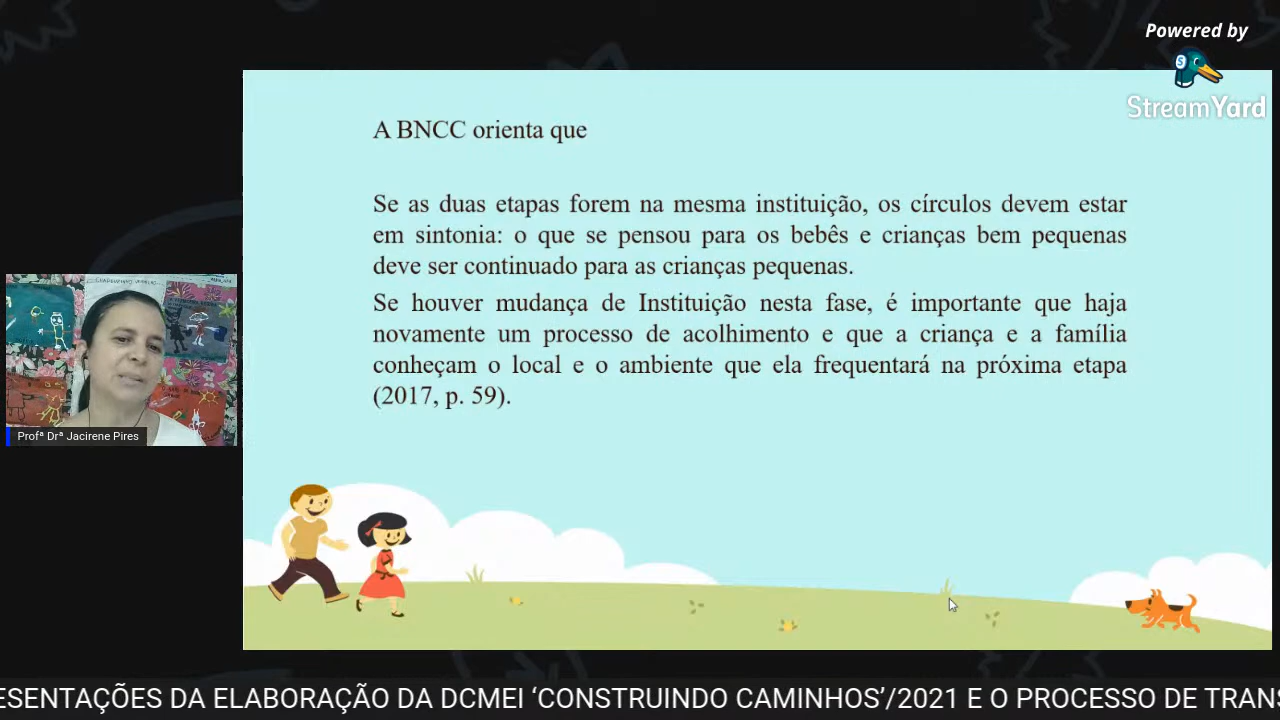 Powered by
StreamYard
A BNCC orienta que
Se as duas etapas forem na mesma instituição, os círculos devem estar
em sintonia: o que se pensou para os bebês e crianças bem pequenas
deve ser continuado para as crianças pequenas.
Se houver mudança de Instituição nesta fase, é importante que haja
novamente um processo de acolhimento e que a criança e a família
conheçam o local e o ambiente que ela frequentará na próxima etapa
(2017, p. 59).
Profª Drª Jacirene Pires
ESENTAÇÕES DA ELABORAÇÃO DA DCMEI ‘CONSTRUINDO CAMINHOS’/2021 E O PROCESSO DE TRANS